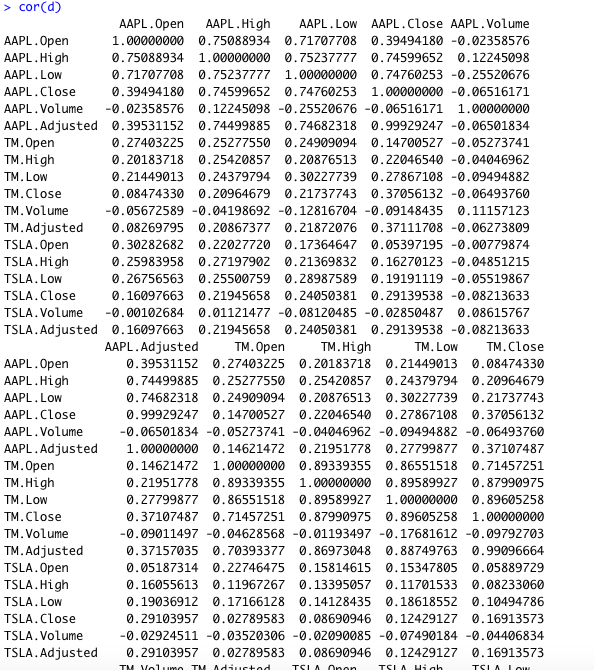 > cor(d)
AAPL.Open AAPL.High AAPL.Low AAPL.Close AAPL.Volume
AAPL.Open 1.00000000 0.75088934 0.71707708 0.39494180 -0.02358576
AAPL.High 0.75088934 1.00000000 0.75237777 0.74599652 0.12245098
AAPL.Low 0.71707708 0.75237777 1.00000000 0.74760253 -0.25520676
AAPL.Close 0.39494180 0.74599652 0.74760253 1.00000000 -0.06516171
AAPL.Volume -0.02358576 0.12245098 -0.25520676 -0.06516171 1.00000000
AAPL.Adjusted 0.39531152 0.74499885 0.74682318 0.99929247 -0.06501834
TM.Open 0.27403225 0.25277550 0.24909094 0.14700527 -0.05273741
TM.High 0.20183718 0.25420857 0.20876513 0.22046540 -0.04046962
TM.Low 0.21449013 0.24379794 0.30227739 0.27867108 -0.09494882
TM.Close 0.08474330 0.20964679 0.21737743 0.37056132 -0.06493760
TM.Volume -0.05672589 -0.04198692 -0.12816704 -0.09148435 0.11157123
TM.Adjusted 0.08269795 0.20867377 0.21872076 0.37111708 -0.06273809
TSLA.Open 0.30282682 0.22027720 0.17364647 0.05397195 -0.00779874
TSLA.High 0.25983958 0.27197902 0.21369832 0.16270123 -0.04851215
TSLA.Low 0.26756563 0.25500759 0.28987589 0.19191119 -0.05519867
TSLA.Close 0.16097663 0.21945658 0.24050381 0.29139538 -0.08213633
TSLA.Volume -0.00102684 0.01121477 -0.08120485 -0.02850487 0.08615767
TSLA.Adjusted 0.16097663 0.21945658 0.24050381 0.29139538 -0.08213633
AAPL.Adjusted TM.Open TM.High TM.Low TM.Close
AAPL.Open 0.39531152 0.27403225 0.20183718 0.21449013 0.08474330
AAPL.High 0.74499885 0.25277550 0.25420857 0.24379794 0.20964679
AAPL.Low 0.74682318 0.24909094 0.20876513 0.30227739 0.21737743
AAPL.Close 0.99929247 0.14700527 0.22046540 0.27867108 0.37056132
AAPL.Volume -0.06501834 -0.05273741 -0.04046962 -0.09494882 -0.06493760
AAPL.Adjusted 1.00000000 0.14621472 0.21951778 0.27799877 0.37107487
TM.Open 0.14621472 1.00000000 0.89339355 0.86551518 0.71457251
TM.High 0.21951778 0.89339355 1.00000000 0.89589927 0.87990975
TM.Low 0.27799877 0.86551518 0.89589927 1.00000000 0.89605258
TM.Close 0.37107487 0.71457251 0.87990975 0.89605258 1.00000000
TM.Volume -0.09011497 -0.04628568 -0.01193497 -0.17681612 -0.09792703
TM.Adjusted 0.37157035 0.70393377 0.86973048 0.88749763 0.99096664
TSLA.Open 0.05187314 0.22746475 0.15814615 0.15347805 0.05889729
TSLA.High 0.16055613 0.11967267 0.13395057 0.11701533 0.08233060
TSLA.Low 0.19036912 0.17166128 0.14128435 0.18618552 0.10494786
TSLA.Close 0.29103957 0.02789583 0.08690946 0.12429127 0.16913573
TSLA.Volume -0.02924511 -0.03520306 -0.02090085 -0.07490184 -0.04406834
TSLA.Adjusted 0.29103957 0.02789583 0.08690946 0.12429127 0.16913573
TM.Volume TM.Adjusted TSLA.Open TSLA.High TSLA.Low